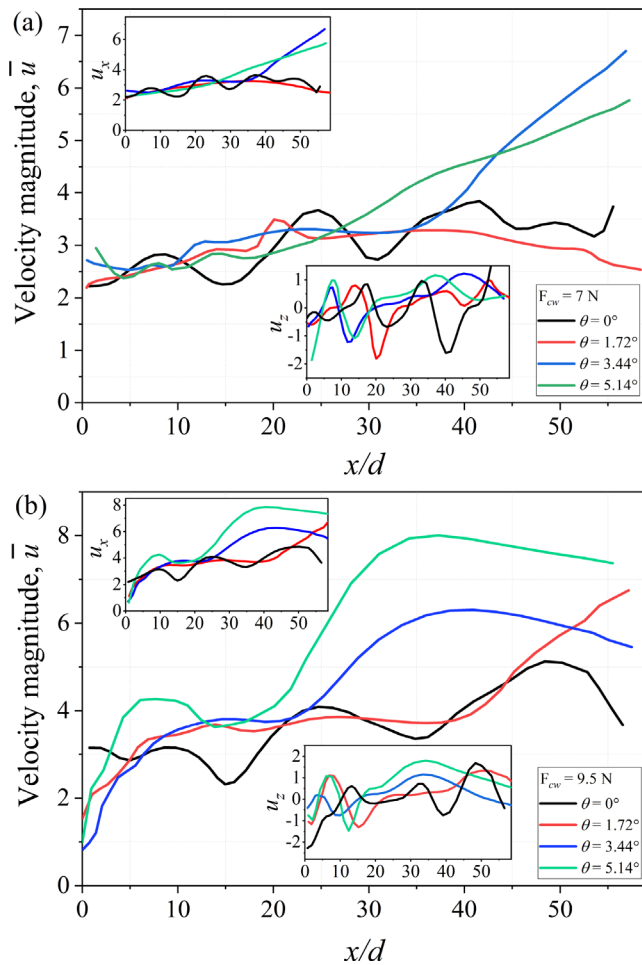 (a)
7
6
5
4
3
2
1
0
Velocity magnitude, u̅
6
4
2
0
u_x
0 10 20 30 40 50
1
0
-1
-2
u_z
0 10 20 30 40 50
F_cw = 7 N
θ = 0°
θ = 1.72°
θ = 3.44°
θ = 5.14°
0 10 20 30 40 50
x/d
(b)
8
6
4
2
0
Velocity magnitude, u̅
8
6
4
2
0
u_x
0 10 20 30 40 50
2
1
0
-1
-2
u_z
0 10 20 30 40 50
F_cw = 9.5 N
θ = 0°
θ = 1.72°
θ = 3.44°
θ = 5.14°
0 10 20 30 40 50
x/d